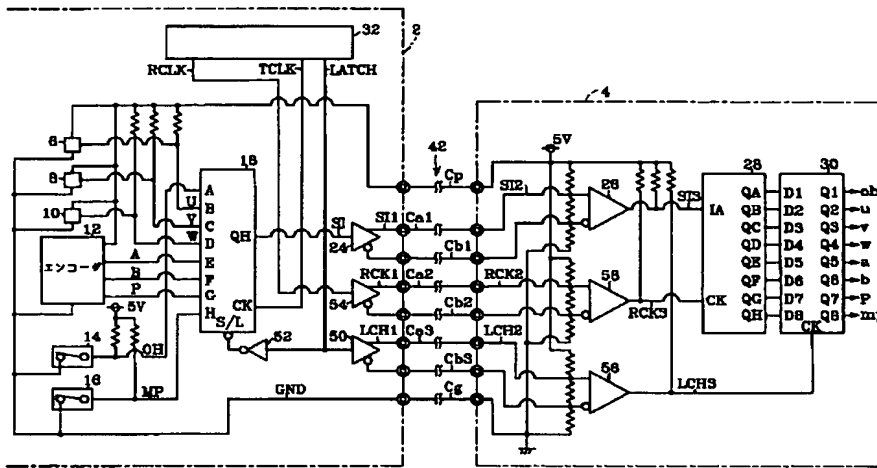 32
2
RCLK
TCLK
LATCH
4
6
8
10
12
エンコーダ
18
A
B
C
D
E
F
G
H
U
V
W
A
B
P
QH
CK
S/L
5V
14
OH
16
MP
52
SI
24
SI1
Ca1
Cb1
RCK1
54
Ca2
Cb2
50
LCH1
Cb3
GND
Cg
42
Cp
SI2
RCK2
LCH2
5V
26
58
56
SI3
RCK3
LCH3
28
IA
CK
QA
QB
QC
QD
QE
QF
QG
QH
30
D1
D2
D3
D4
D5
D6
D7
D8
Q1
Q2
Q3
Q4
Q5
Q6
Q7
Q8
CK
u
v
w
a
b
p